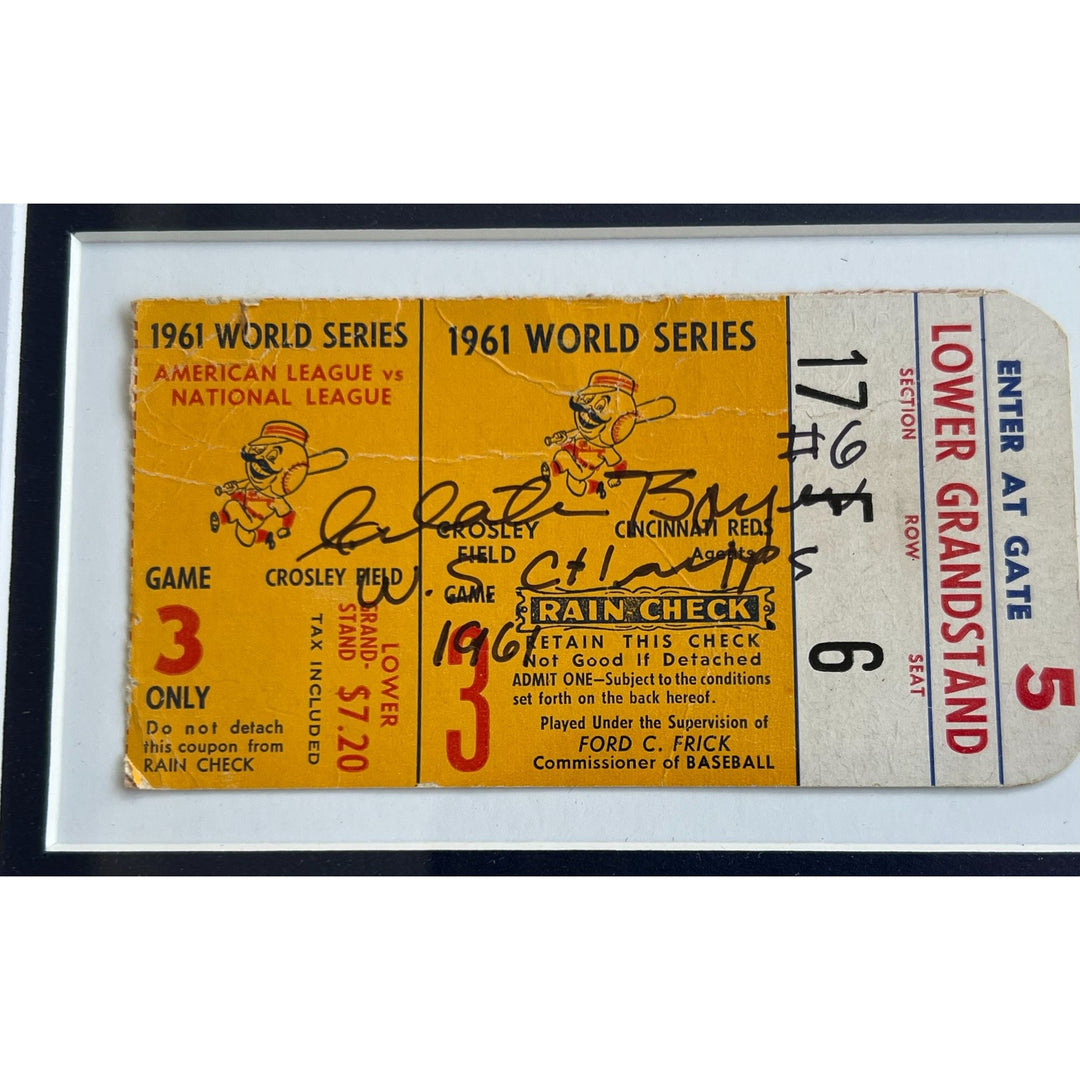 1961 WORLD SERIES
AMERICAN LEAGUE vs
NATIONAL LEAGUE
CROSLEY FIELD
GAME
3
ONLY
Do not detach
this coupon from
RAIN CHECK
LOWER
GRAND-
STAND $7.20
TAX INCLUDED
1961 WORLD SERIES
CROSLEY
FIELD
CINCINNATI REDS
Agents
GAME
3
RAIN CHECK
RETAIN THIS CHECK
Not Good If Detached
ADMIT ONE—Subject to the conditions
set forth on the back hereof.
Played Under the Supervision of
FORD C. FRICK
Commissioner of BASEBALL
Clete Boyer
#6
W.S. CHamps
1961
17
6
SECTION
ROW
SEAT
LOWER GRANDSTAND
ENTER AT GATE
5